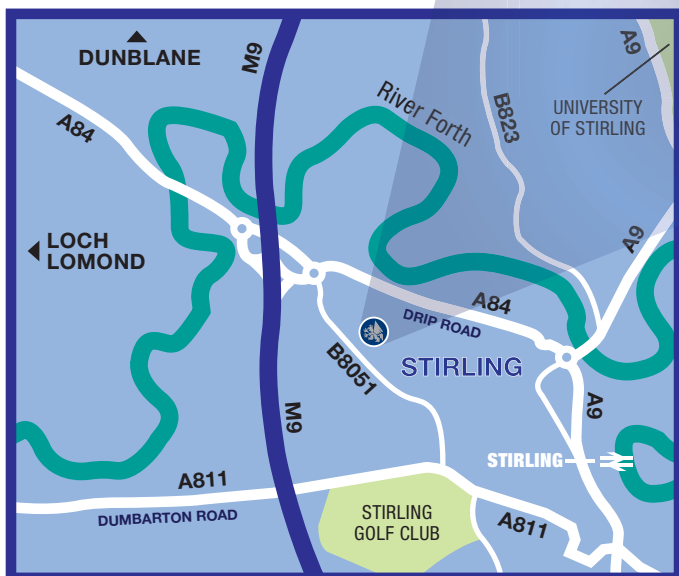 DUNBLANE
M9
A9
UNIVERSITY
OF STIRLING
B823
River Forth
A84
A9
LOCH
LOMOND
A84
DRIP ROAD
STIRLING
B8051
A9
M9
STIRLING
A811
DUMBARTON ROAD
STIRLING
GOLF CLUB
A811